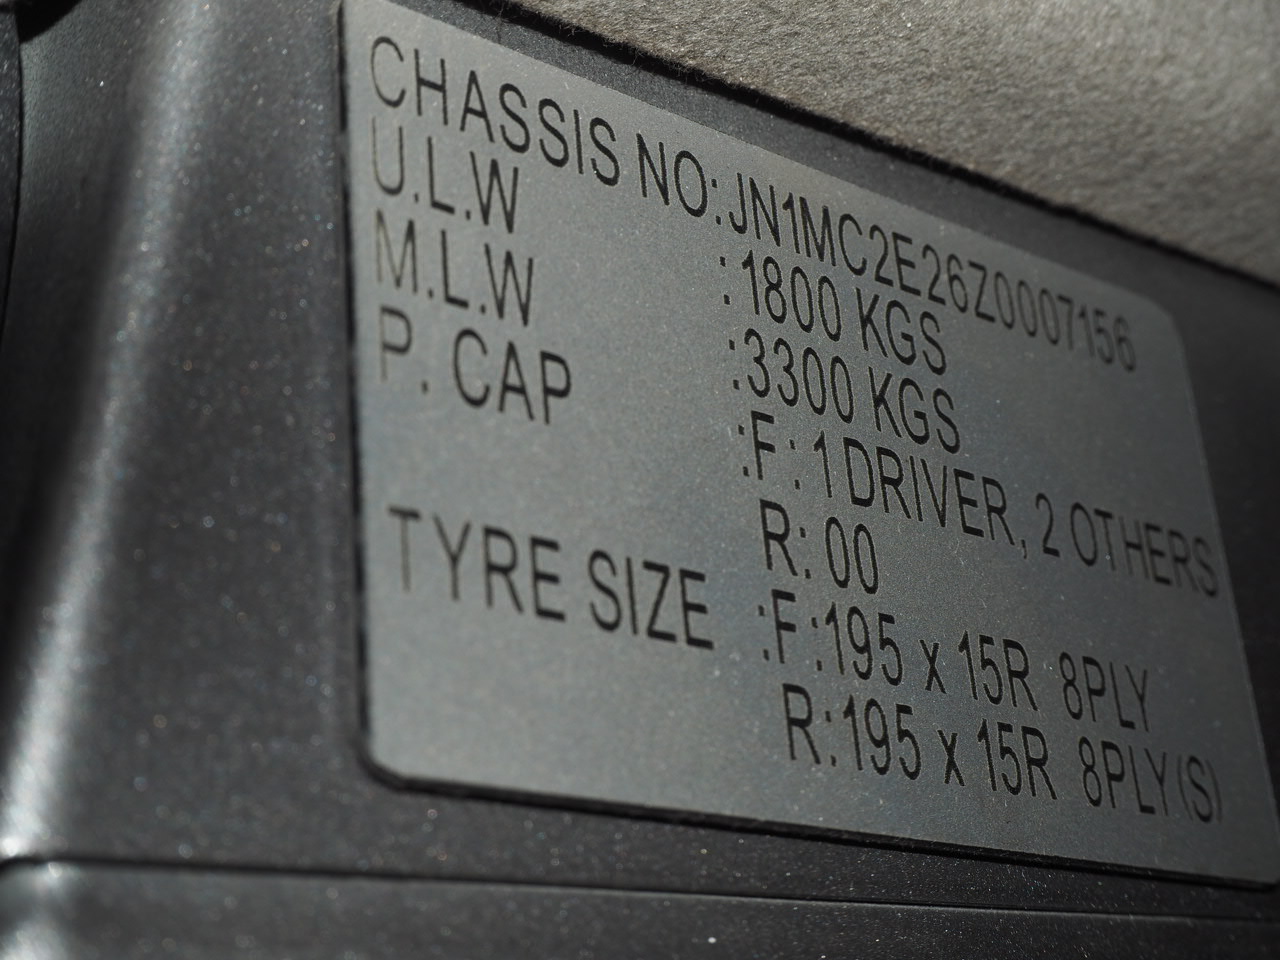 CHASSIS NO:JN1MC2E26Z0007156
U.L.W :1800 KGS
M.L.W :3300 KGS
P. CAP :F: 1DRIVER, 2 OTHERS
R: 00
TYRE SIZE :F:195 x 15R 8PLY
R:195 x 15R 8PLY(S)